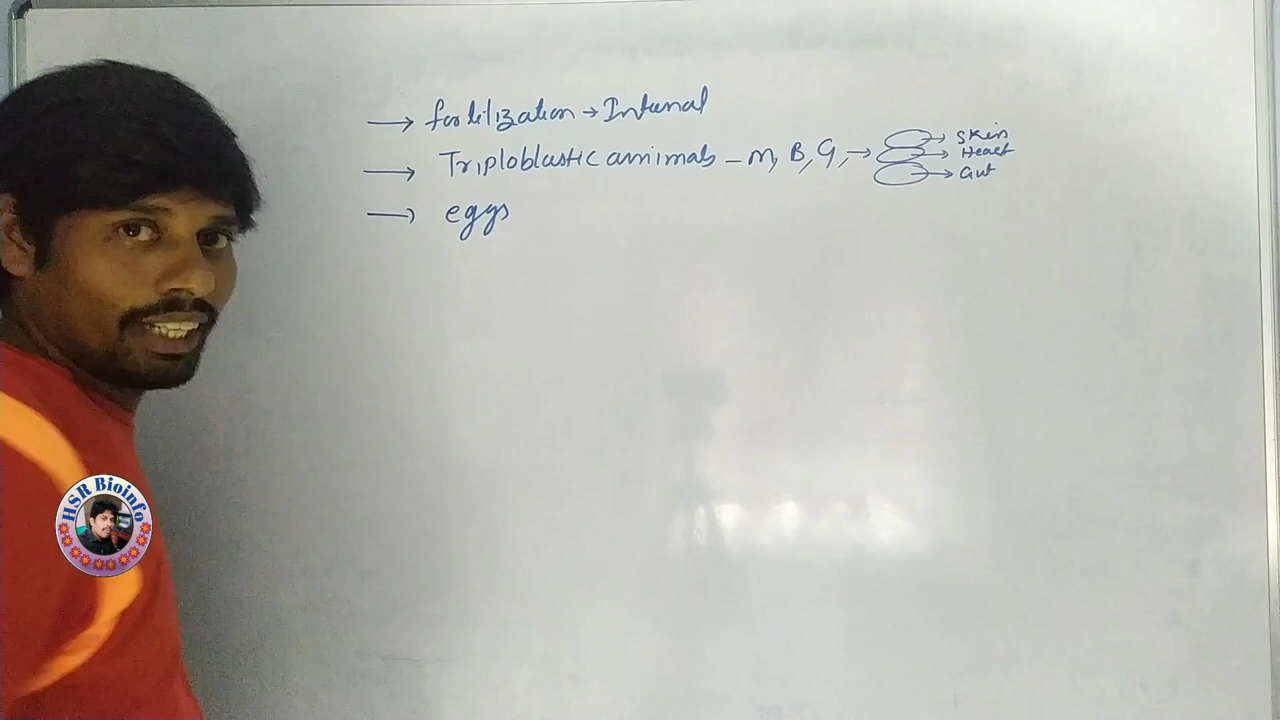 → fertilization → Internal
→ Triploblastic animals – M, B, G, → → Skin
→ Heart
→ Gut
→ eggs
HSR Bioinfo